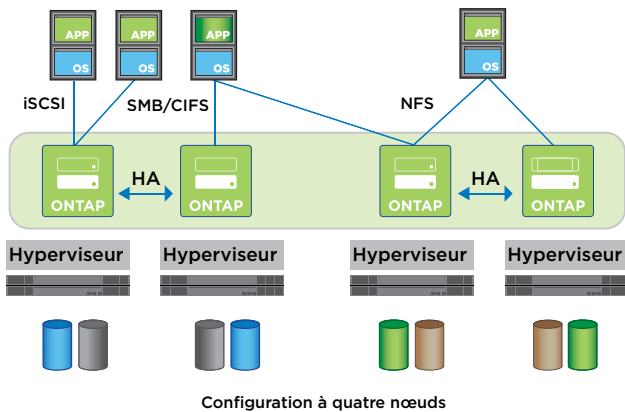 APP APP APP APP
OS OS OS OS
iSCSI SMB/CIFS NFS
HA HA
ONTAP ONTAP ONTAP ONTAP
Hyperviseur Hyperviseur Hyperviseur Hyperviseur
Configuration à quatre nœuds